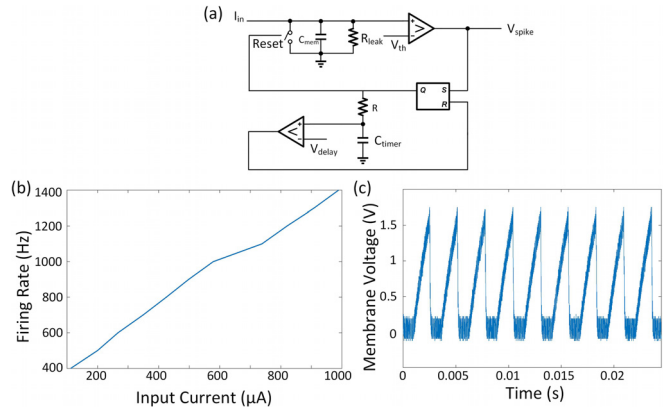 (a)
I_in
Reset
C_mem
R_leak
V_th
V_spike
Q S
R
R
C_timer
V_delay
(b)
1400
1200
1000
800
600
400
200 400 600 800 1000
Firing Rate (Hz)
Input Current (µA)
(c)
1.5
1
0.5
0
0 0.005 0.01 0.015 0.02
Membrane Voltage (V)
Time (s)